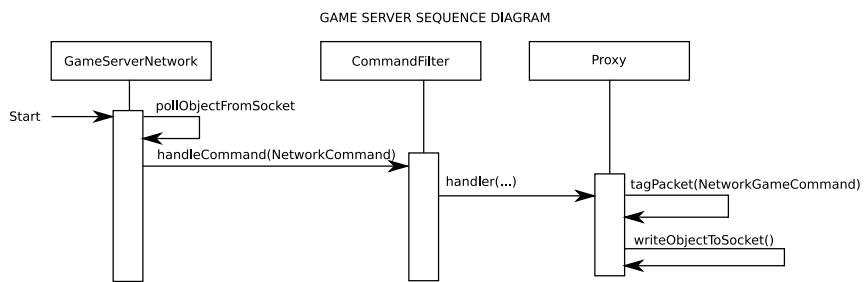 GAME SERVER SEQUENCE DIAGRAM
GameServerNetwork
CommandFilter
Proxy
Start
pollObjectFromSocket
handleCommand(NetworkCommand)
handler(...)
tagPacket(NetworkGameCommand)
writeObjectToSocket()